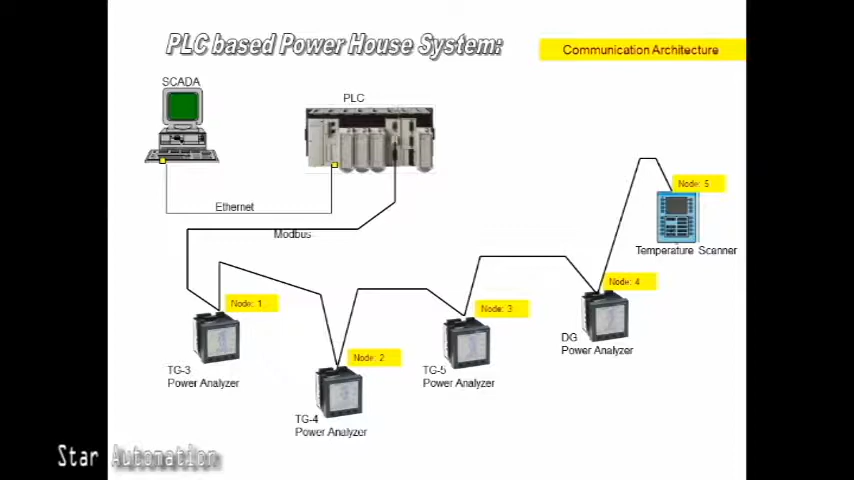 PLC based Power House System:
Communication Architecture
SCADA
PLC
Ethernet
Modbus
Node: 5
Temperature Scanner
Node: 4
DG
Power Analyzer
Node: 1
TG-3
Power Analyzer
Node: 2
TG-4
Power Analyzer
Node: 3
TG-5
Power Analyzer
Star Automation